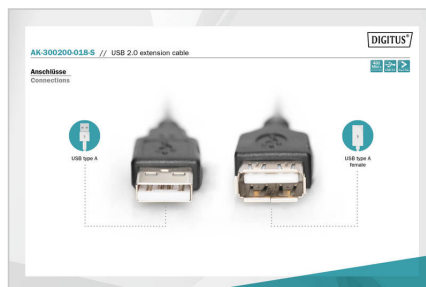 DIGITUS®
AK-300200-018-S // USB 2.0 extension cable
Anschlüsse
Connections
USB type A
USB type A
female